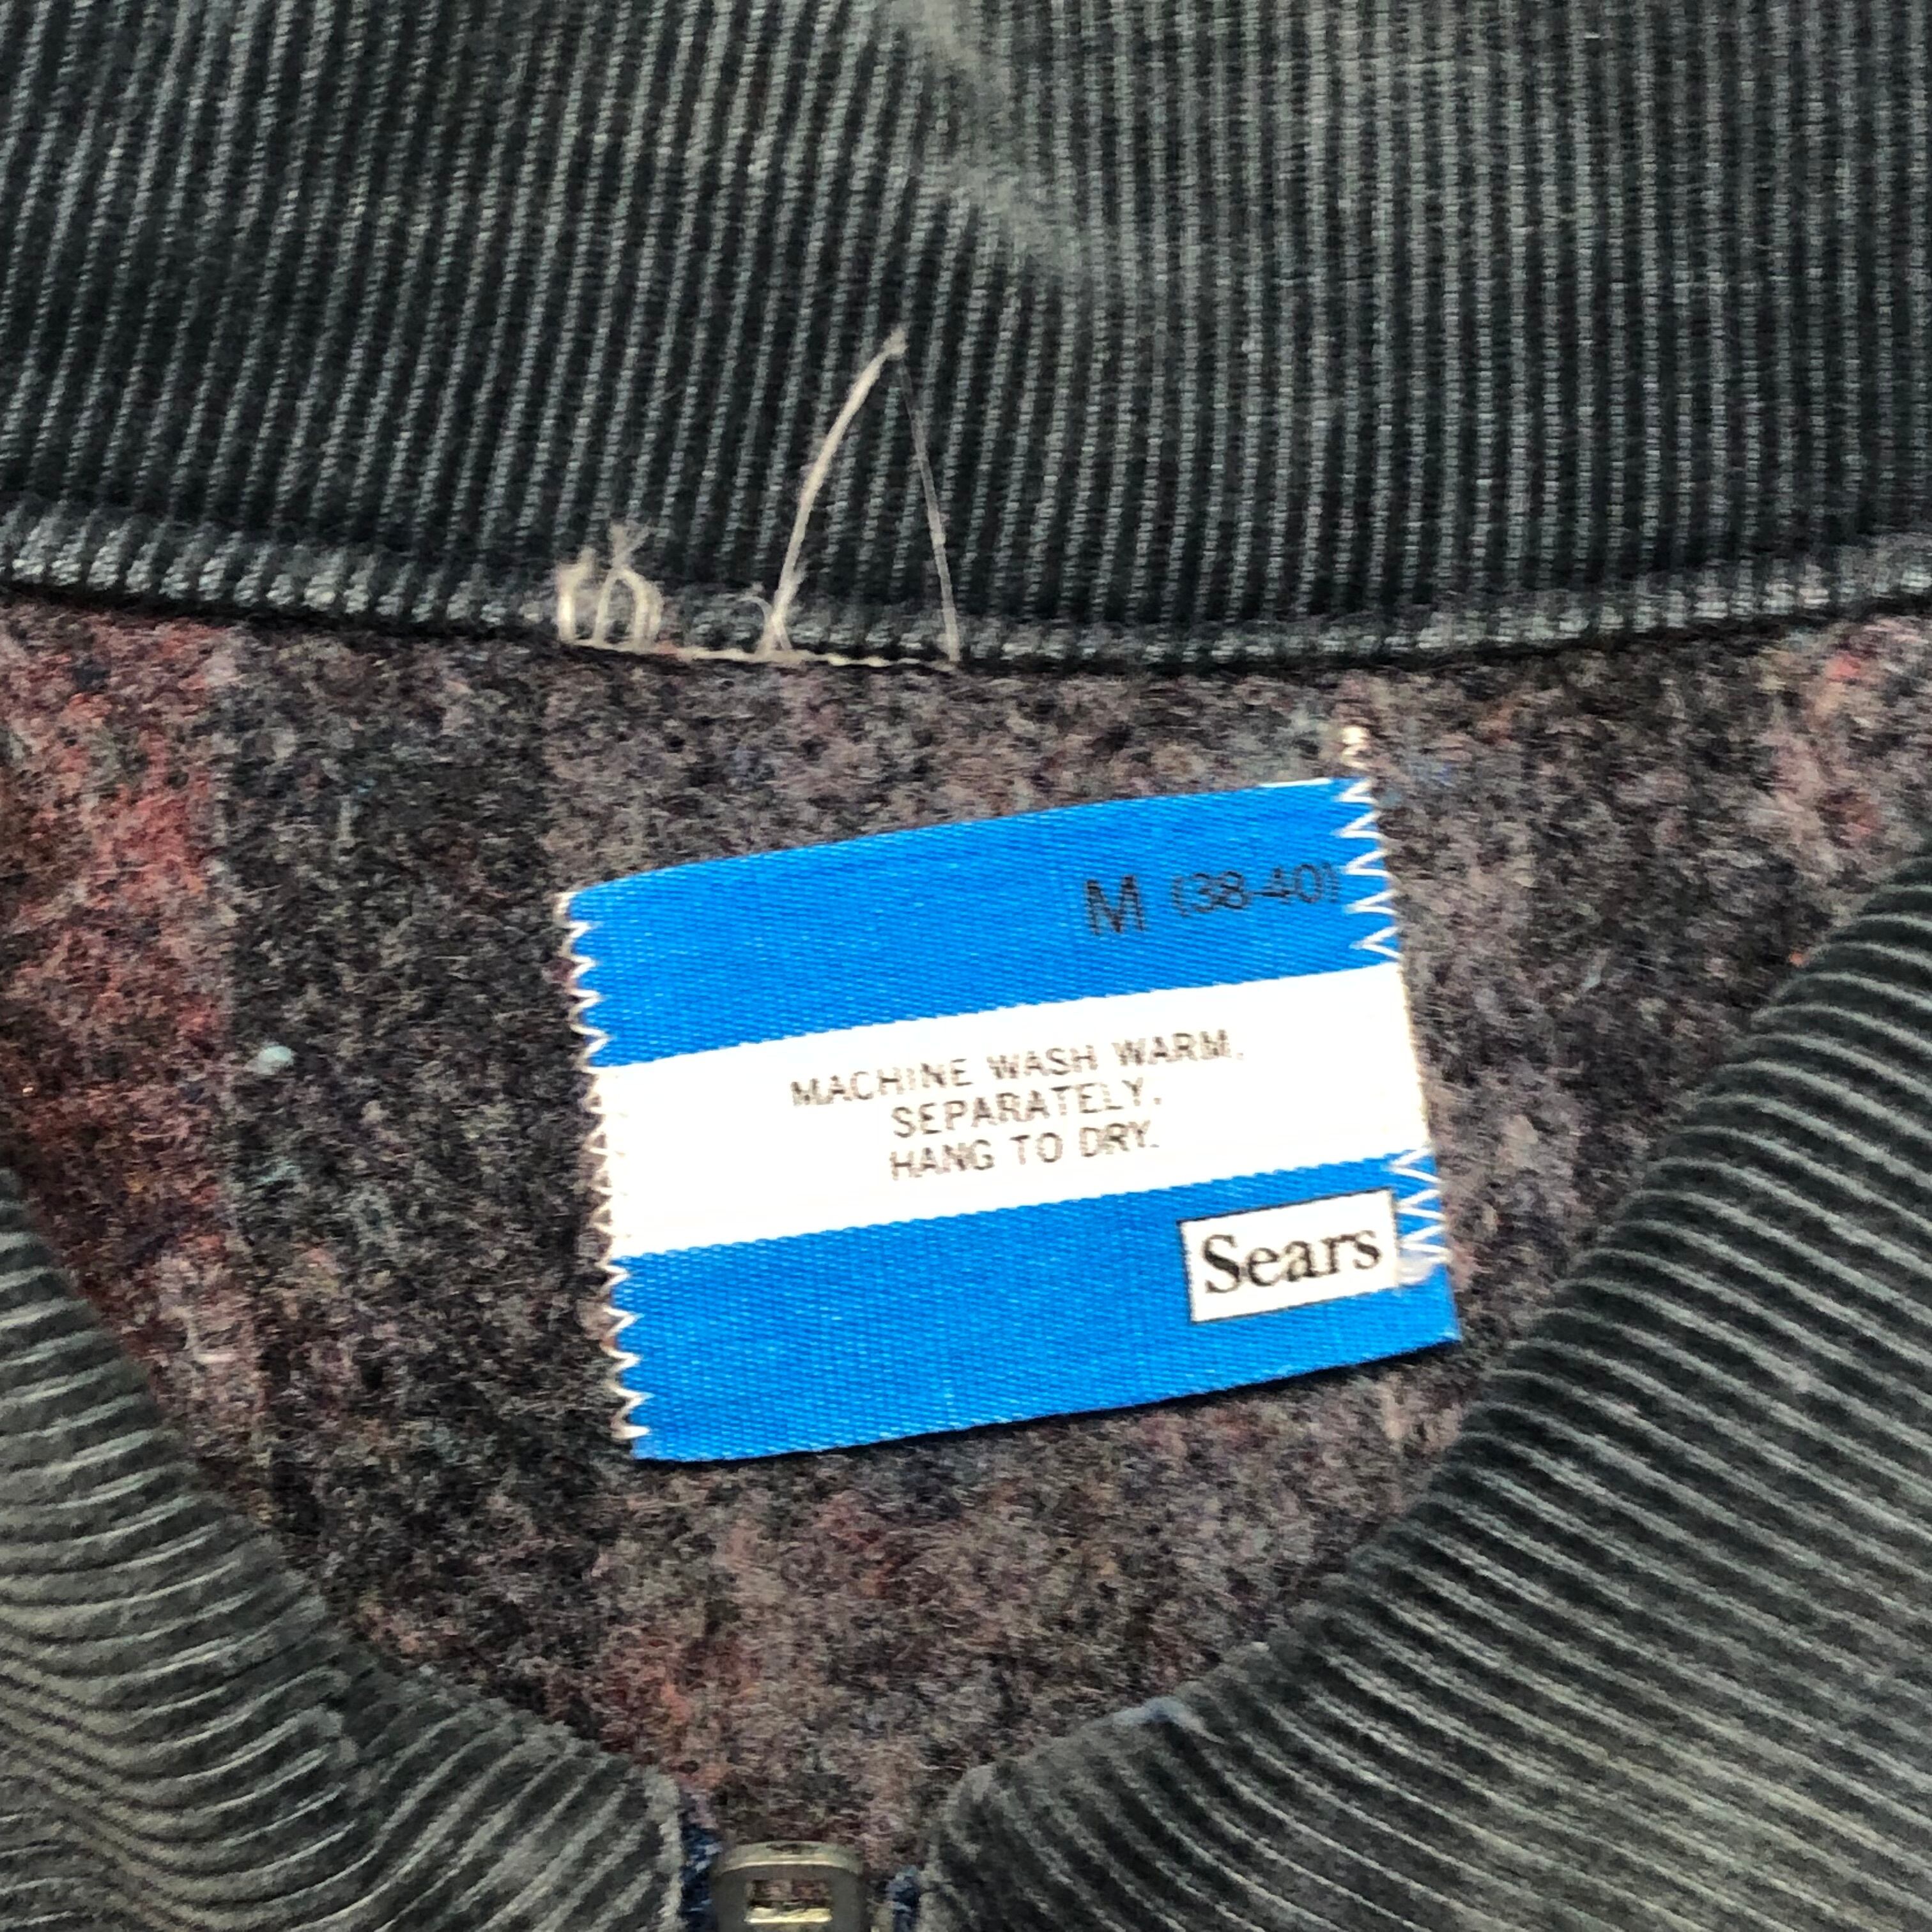 M (38-40)
MACHINE WASH WARM.
SEPARATELY.
HANG TO DRY.
Sears